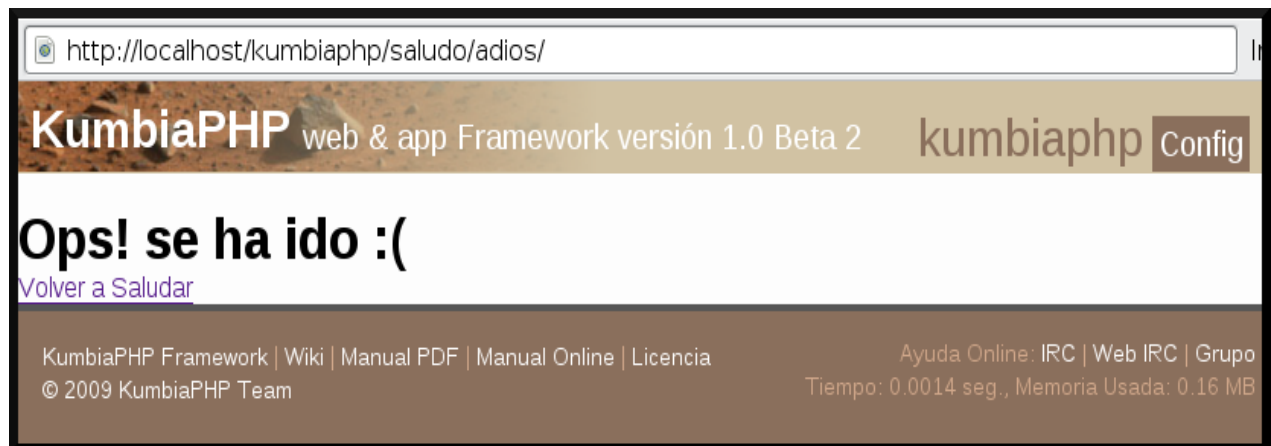 http://localhost/kumbiaphp/saludo/adios/
KumbiaPHP web & app Framework versión 1.0 Beta 2 kumbiaphp Config
Ops! se ha ido :(
Volver a Saludar
KumbiaPHP Framework | Wiki | Manual PDF | Manual Online | Licencia
© 2009 KumbiaPHP Team
Ayuda Online: IRC | Web IRC | Grupo
Tiempo: 0.0014 seg., Memoria Usada: 0.16 MB